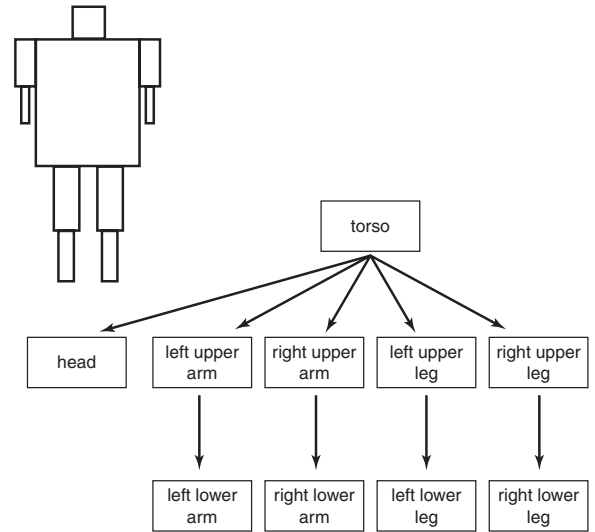 torso
head
left upper
arm
right upper
arm
left upper
leg
right upper
leg
left lower
arm
right lower
arm
left lower
leg
right lower
leg